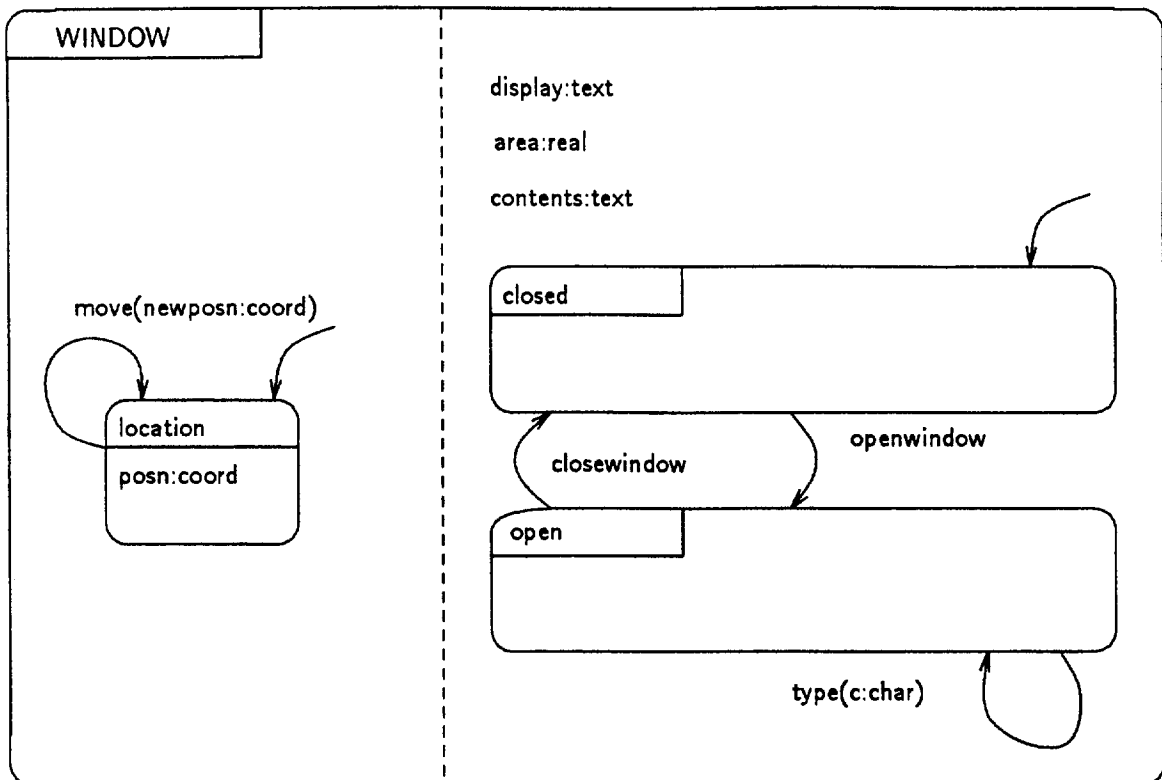 WINDOW
display:text
area:real
contents:text
move(newposn:coord)
location
posn:coord
closed
openwindow
closewindow
open
type(c:char)